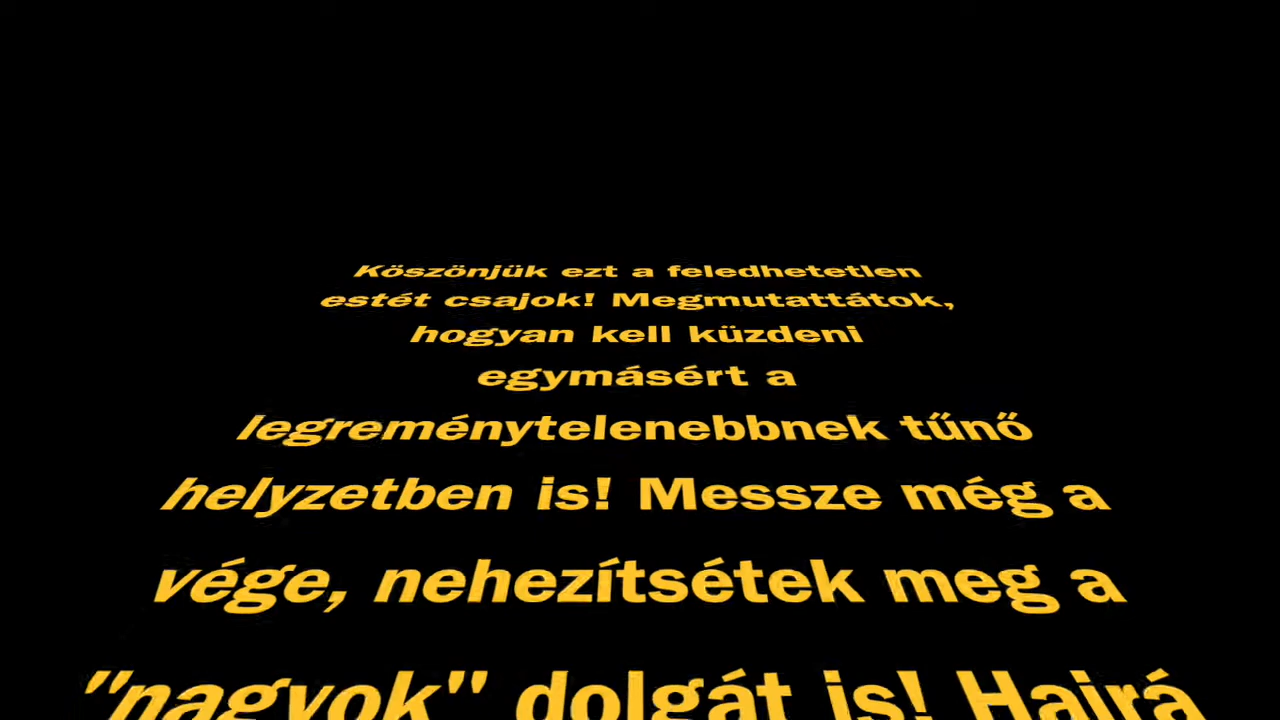 Köszönjük ezt a feledhetetlen
estét csajok! Megmutattátok,
hogyan kell küzdeni
egymásért a
legreménytelenebbnek tűnő
helyzetben is! Messze még a
vége, nehezítsétek meg a
"nagyok" dolgát is! Hajrá